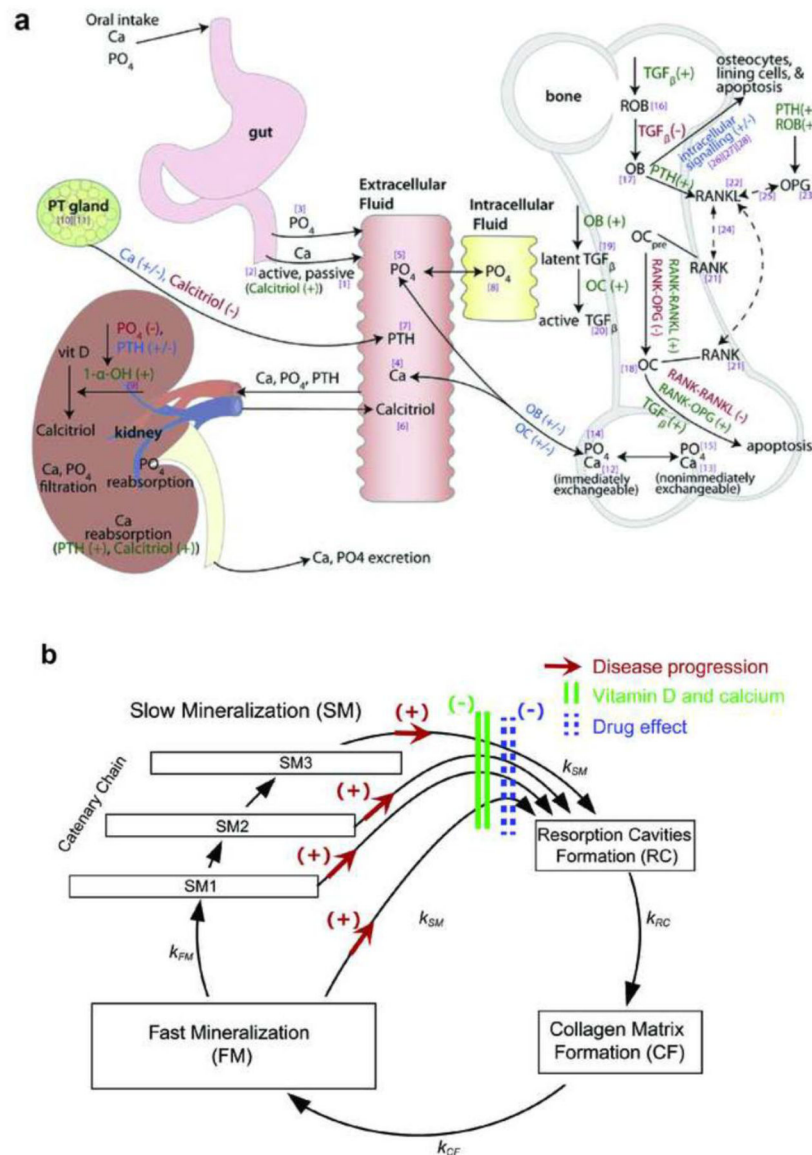 a
Oral intake
Ca
PO4
gut
PT gland
[10][11]
[3]
PO4
Ca
[2] active, passive
[1]
(Calcitriol (+))
Ca (+/-), Calcitriol (-)
Extracellular
Fluid
[5]
PO4
[7]
PTH
[4]
Ca
Calcitriol
[6]
Intracellular
Fluid
PO4
[8]
PO4 (-),
PTH (+/-)
vit D
1-α-OH (+)
[9]
Calcitriol
kidney
Ca, PO4
filtration
PO4
reabsorption
Ca
reabsorption
(PTH (+), Calcitriol (+))
Ca, PO4, PTH
Ca, PO4 excretion
OB (+/-)
OC (+/-)
bone
TGFβ (+)
ROB [16]
TGFβ (-)
OB
[17]
osteocytes,
lining cells, &
apoptosis
intracellular
signalling (+/-)
[26][27][28]
PTH (+)
PTH(+
ROB(+
[22]
RANKL
[25]
OPG
[23
[24]
OB (+)
latent TGFβ
[19]
OC (+)
active TGFβ
[20]
OCpre
RANK
[21]
RANK-RANKL (+)
RANK-OPG (-)
[18] OC
RANK
[21]
RANK-RANKL (-)
RANK-OPG (+)
TGFβ (+)
apoptosis
[14]
PO4
Ca
[12]
(immediately
exchangeable)
[15]
PO4
Ca
[13]
(nonimmediately
exchangeable)
b
Disease progression
Vitamin D and calcium
Drug effect
Slow Mineralization (SM)
Catenary Chain
SM3
SM2
SM1
(+)
(+)
(+)
(+)
(-)
(-)
kSM
kSM
kFM
kRC
kCF
Resorption Cavities
Formation (RC)
Fast Mineralization
(FM)
Collagen Matrix
Formation (CF)